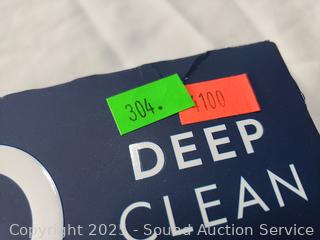 304.
1100
DEEP
CLEAN
Copyright 2023 - Sound Auction Service